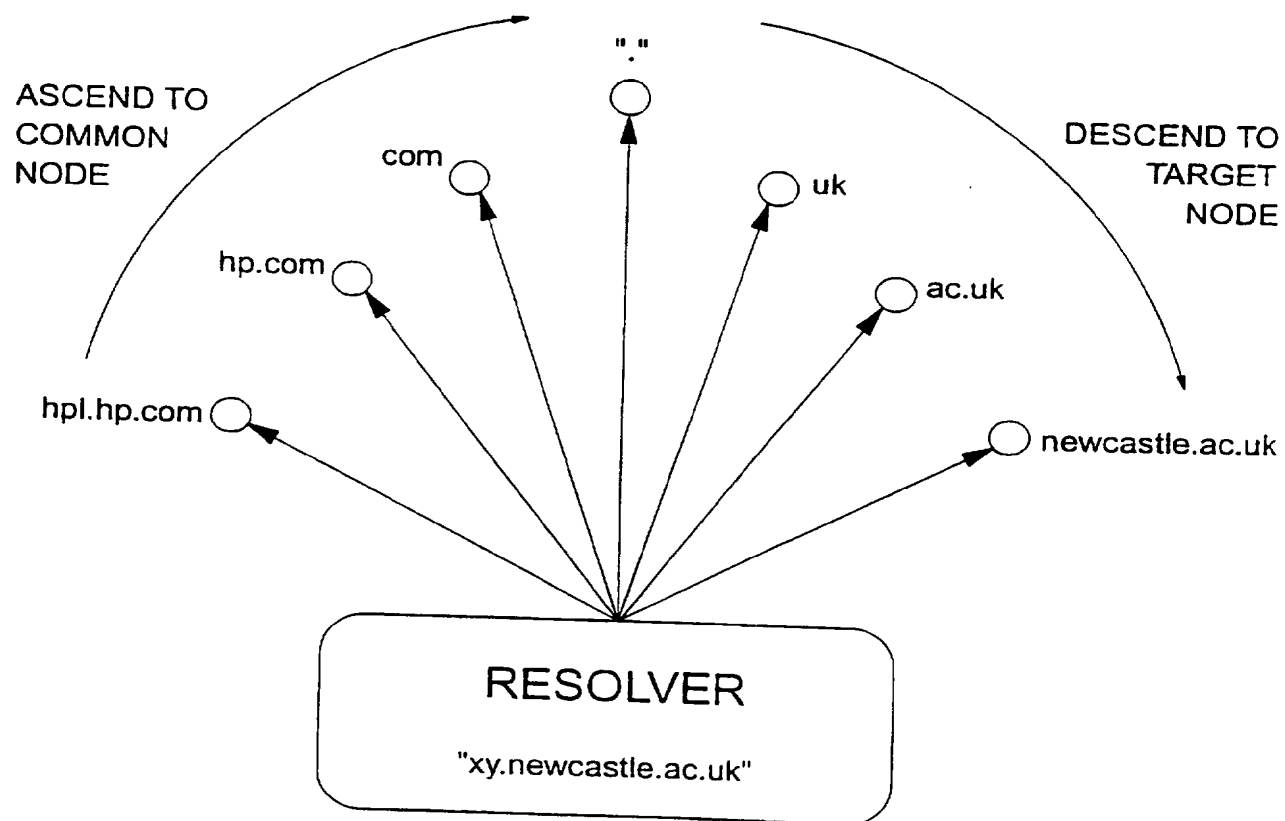 "."
ASCEND TO
COMMON
NODE
DESCEND TO
TARGET
NODE
com
uk
hp.com
ac.uk
hpl.hp.com
newcastle.ac.uk
RESOLVER
"xy.newcastle.ac.uk"